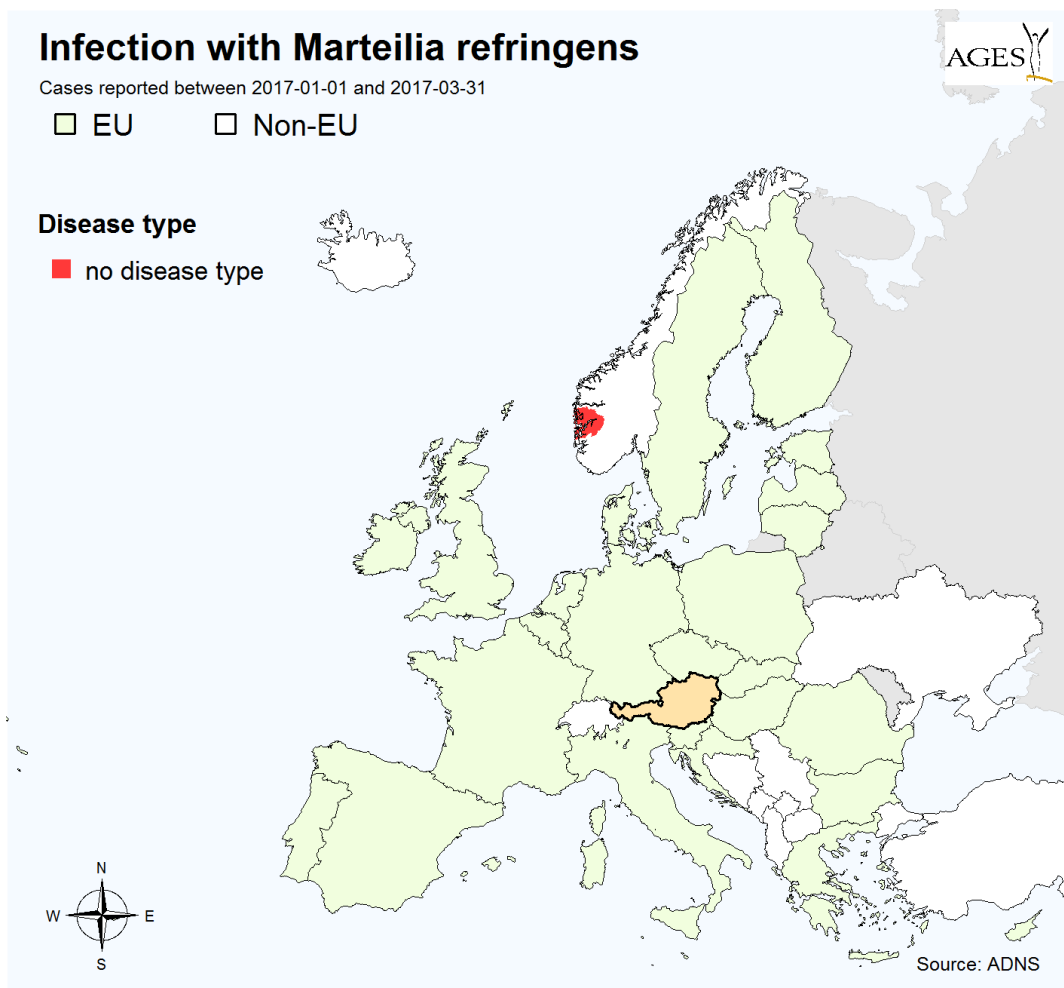 Infection with Marteilia refringens
AGES
Cases reported between 2017-01-01 and 2017-03-31
EU Non-EU
Disease type
no disease type
N
W E
S
Source: ADNS